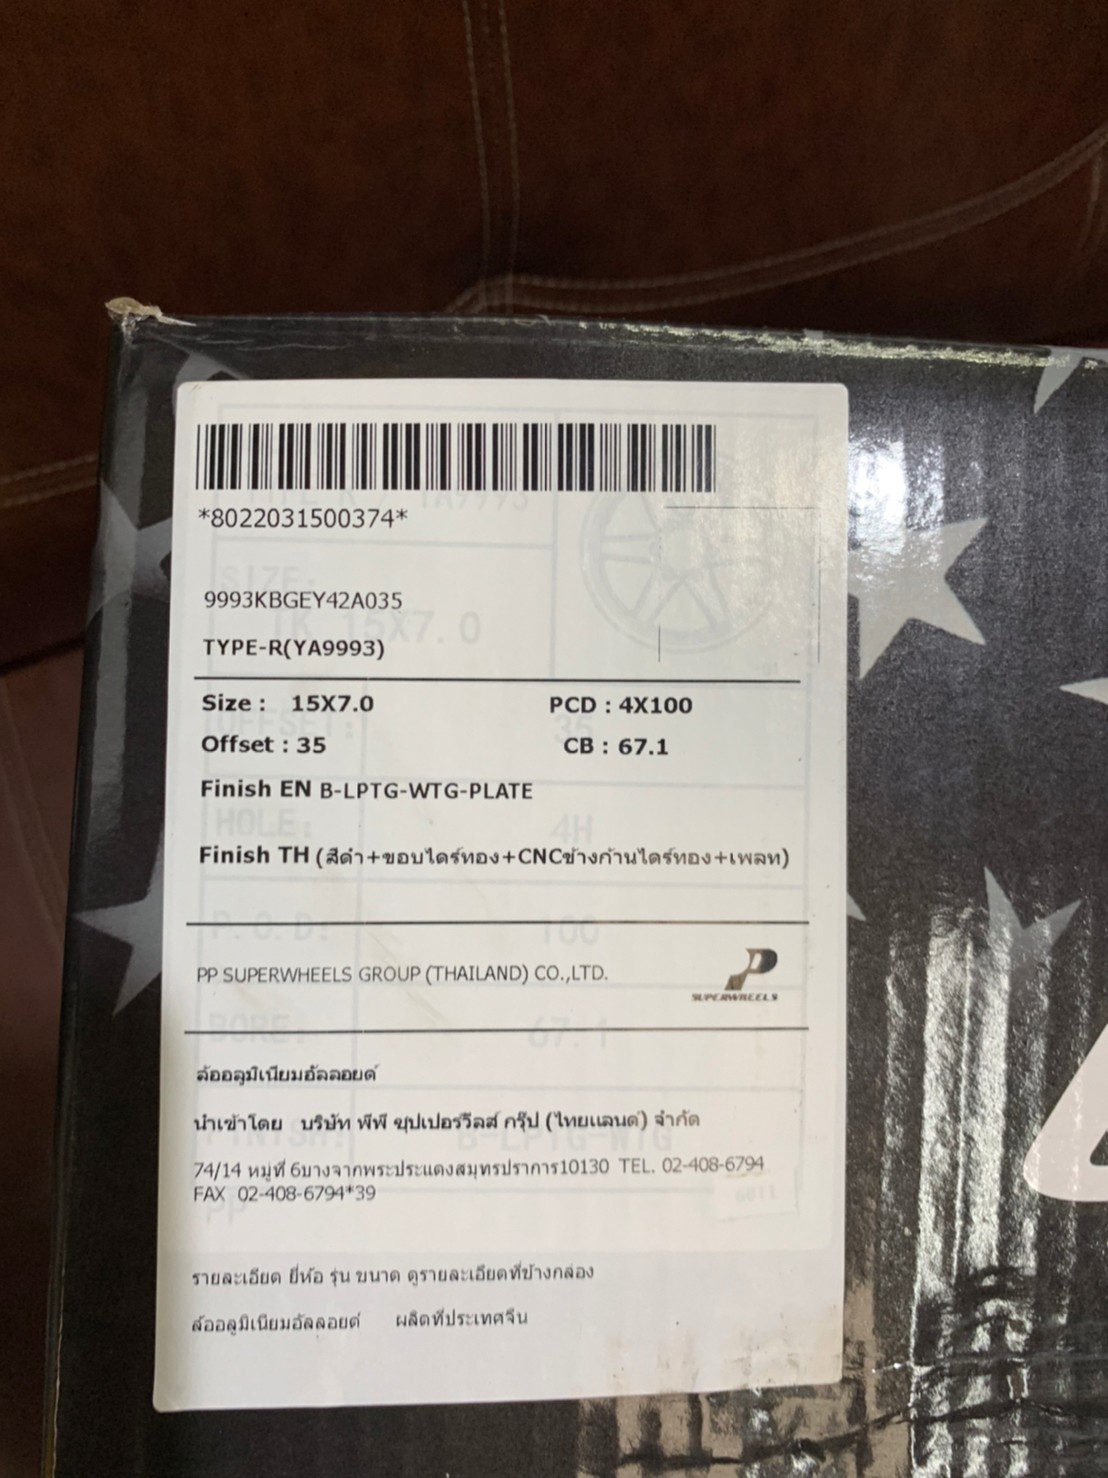 *8022031500374*
9993KBGEY42A035
TYPE-R(YA9993)
Size : 15X7.0 PCD : 4X100
Offset : 35 CB : 67.1
Finish EN B-LPTG-WTG-PLATE
Finish TH (สีดำ+ขอบไดร์ทอง+CNCข้างก้านไดร์ทอง+เพลท)
PP SUPERWHEELS GROUP (THAILAND) CO.,LTD.
P
SUPERWHEELS
ล้ออลูมิเนียมอัลลอยด์
นำเข้าโดย บริษัท พีพี ซุปเปอร์วีลส์ กรุ๊ป (ไทยแลนด์) จำกัด
74/14 หมู่ที่ 6บางจากพระประแดงสมุทรปราการ10130 TEL. 02-408-6794
FAX 02-408-6794*39
รายละเอียด ยี่ห้อ รุ่น ขนาด ดูรายละเอียดที่ข้างกล่อง
ล้ออลูมิเนียมอัลลอยด์ ผลิตที่ประเทศจีน